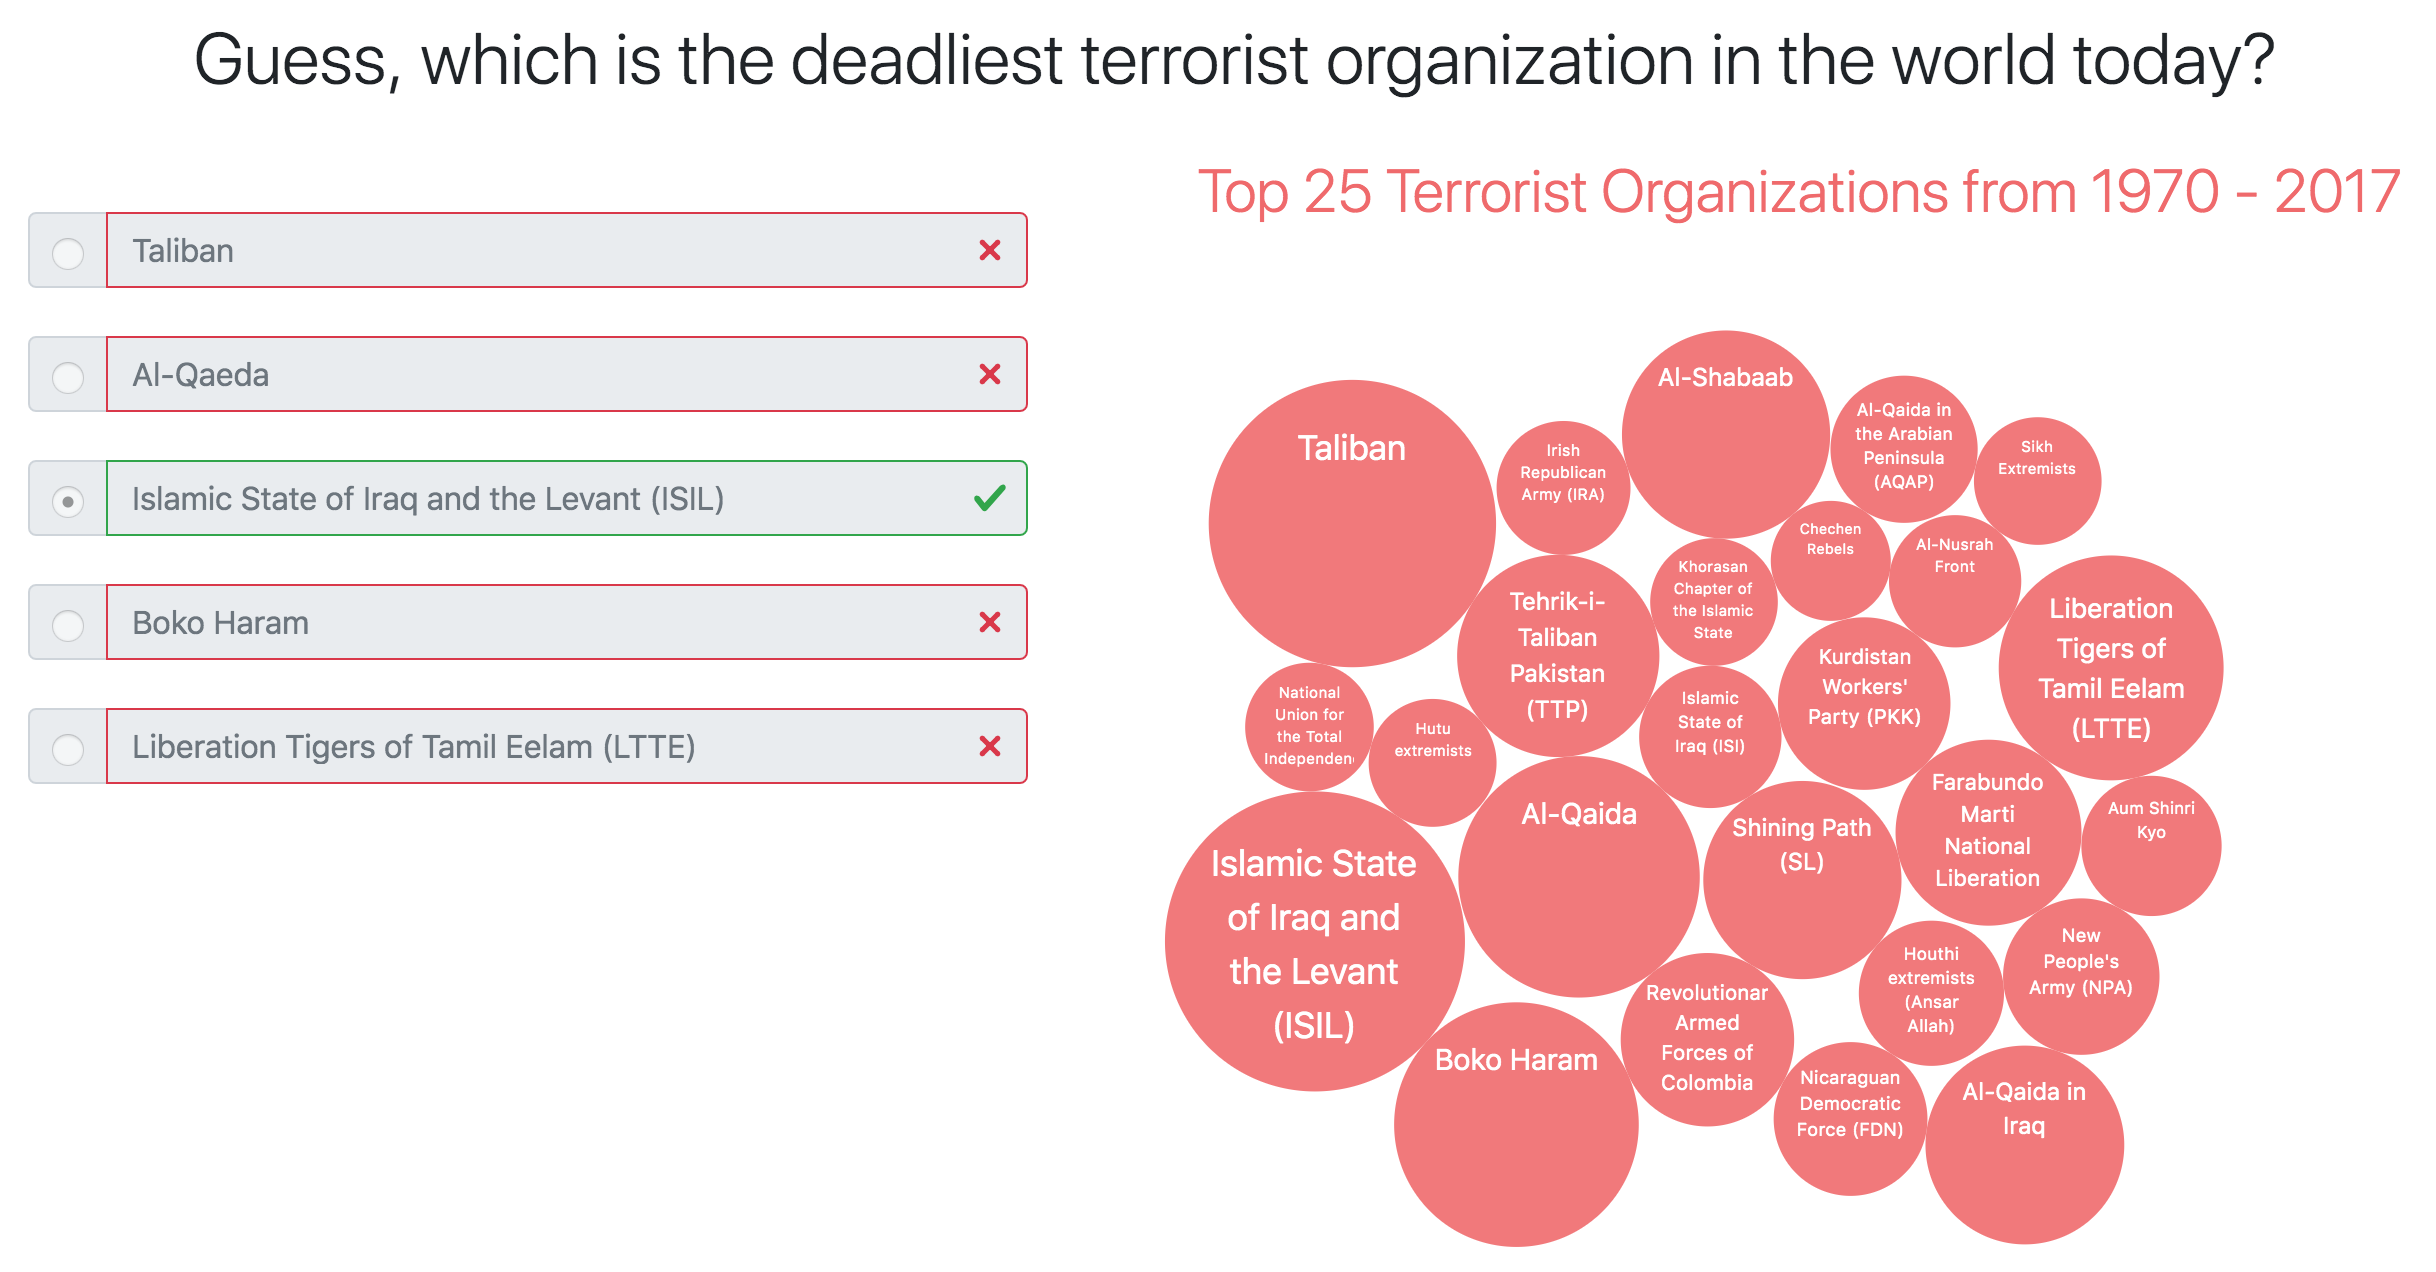 Guess, which is the deadliest terrorist organization in the world today?
Taliban
Al-Qaeda
Islamic State of Iraq and the Levant (ISIL)
Boko Haram
Liberation Tigers of Tamil Eelam (LTTE)
Top 25 Terrorist Organizations from 1970 - 2017
Taliban
Irish
Republican
Army (IRA)
Al-Shabaab
Al-Qaida in
the Arabian
Peninsula
(AQAP)
Sikh
Extremists
Chechen
Rebels
Al-Nusrah
Front
Khorasan
Chapter of
the Islamic
State
Tehrik-i-
Taliban
Pakistan
(TTP)
Liberation
Tigers of
Tamil Eelam
(LTTE)
Kurdistan
Workers'
Party (PKK)
National
Union for
the Total
Independen
Hutu
extremists
Islamic
State of
Iraq (ISI)
Al-Qaida
Shining Path
(SL)
Farabundo
Marti
National
Liberation
Aum Shinri
Kyo
Islamic State
of Iraq and
the Levant
(ISIL)
Boko Haram
Revolutionar
Armed
Forces of
Colombia
Houthi
extremists
(Ansar
Allah)
New
People's
Army (NPA)
Nicaraguan
Democratic
Force (FDN)
Al-Qaida in
Iraq